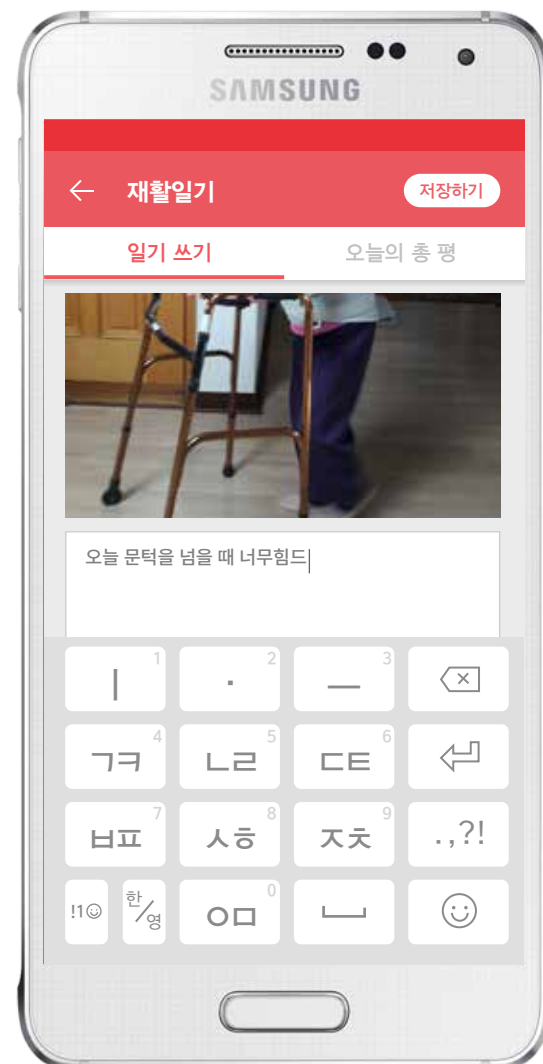 SAMSUNG
재활일기
저장하기
일기 쓰기
오늘의 총 평
오늘 문턱을 넘을 때 너무힘드
ㅣ 1
· 2
ㅡ 3
ㄱㅋ 4
ㄴㄹ 5
ㄷㅌ 6
ㅂㅍ 7
ㅅㅎ 8
ㅈㅊ 9
.,?!
!1☺
한/영
ㅇㅁ 0